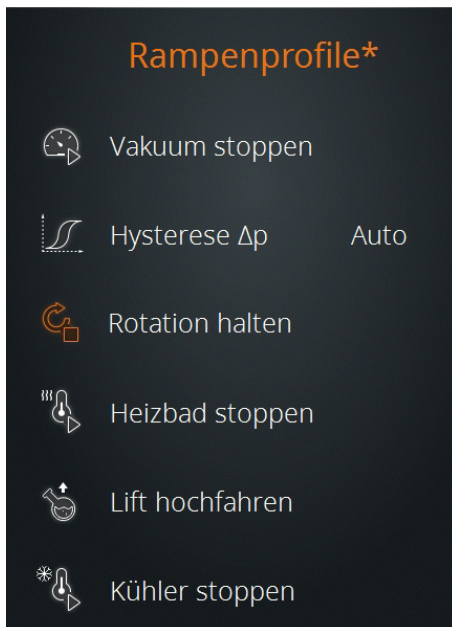 Rampenprofile*
Vakuum stoppen
Hysterese Δp Auto
Rotation halten
Heizbad stoppen
Lift hochfahren
Kühler stoppen